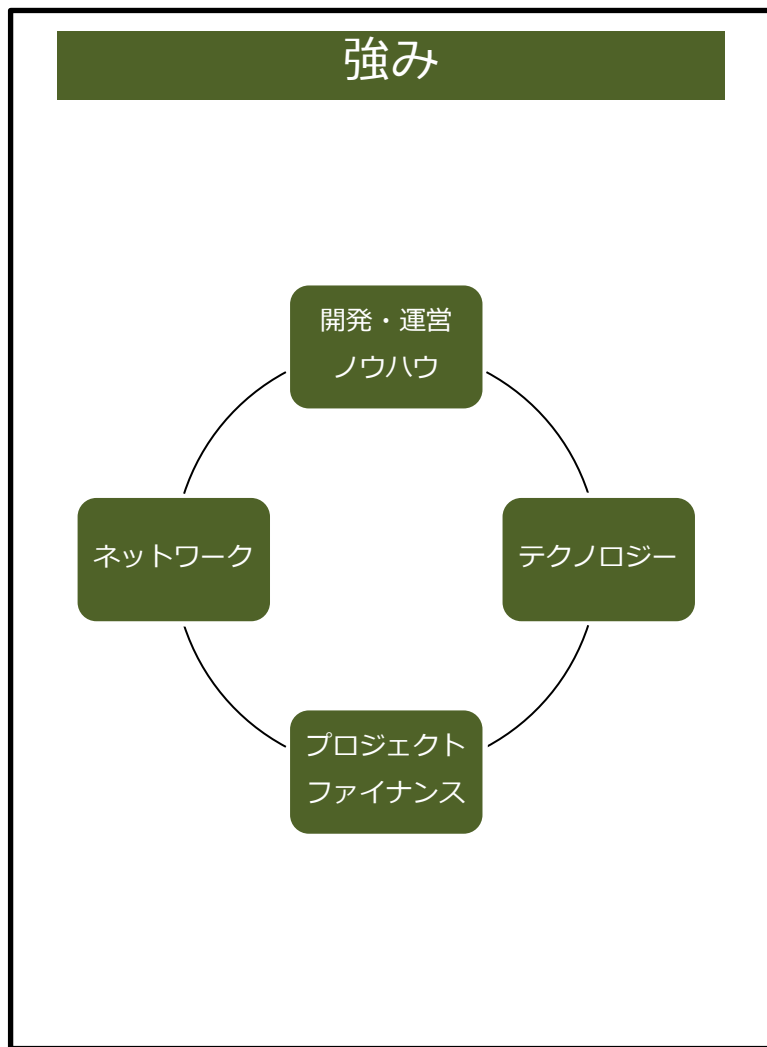 強み
開発・運営
ノウハウ
ネットワーク
テクノロジー
プロジェクト
ファイナンス